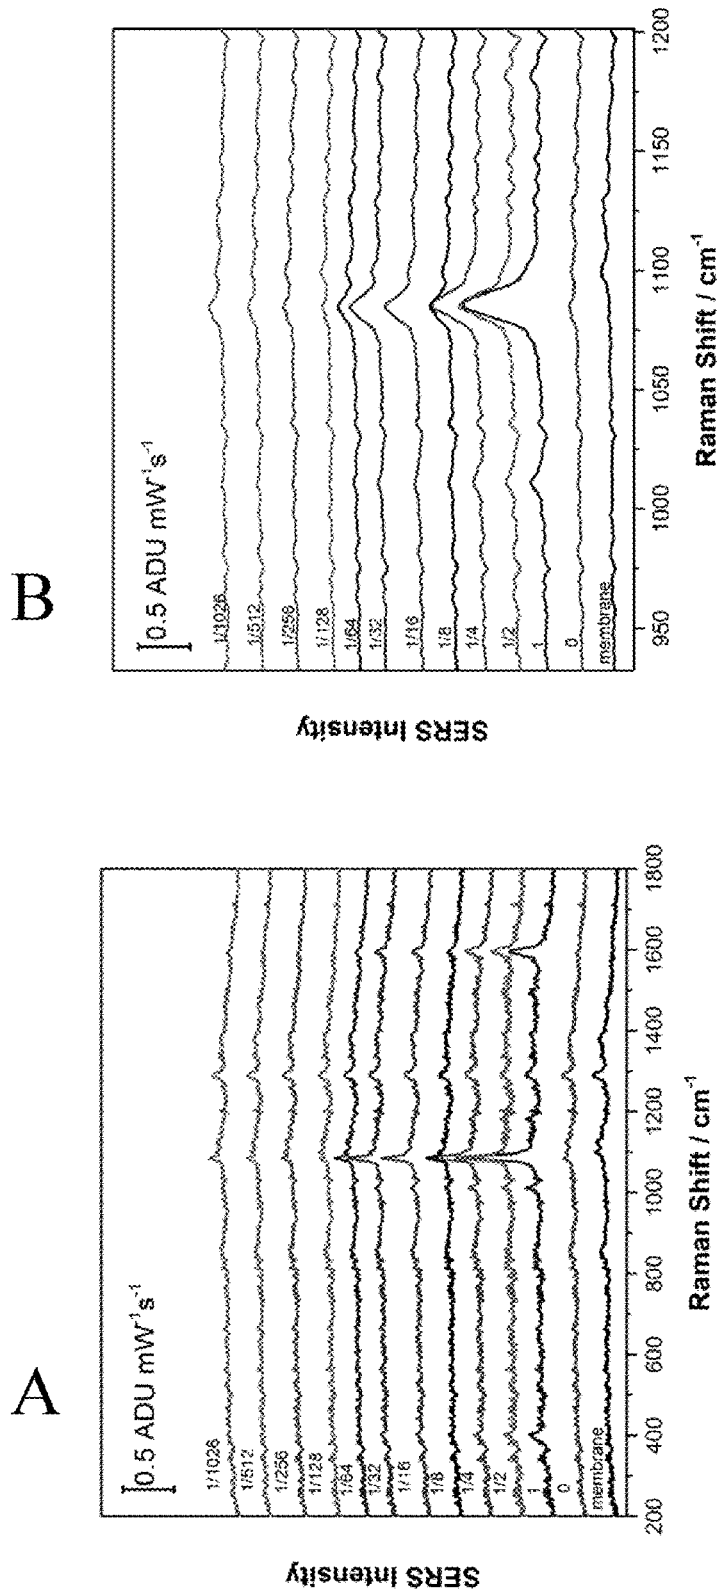 A
SERS Intensity
0.5 ADU mW⁻¹s⁻¹
1/1026
1/512
1/256
1/128
1/64
1/32
1/16
1/8
1/4
1/2
1
0
membrane
200 400 600 800 1000 1200 1400 1600 1800
Raman Shift / cm⁻¹
B
SERS Intensity
0.5 ADU mW⁻¹s⁻¹
1/1026
1/512
1/256
1/128
1/64
1/32
1/16
1/8
1/4
1/2
1
0
membrane
950 1000 1050 1100 1150 1200
Raman Shift / cm⁻¹